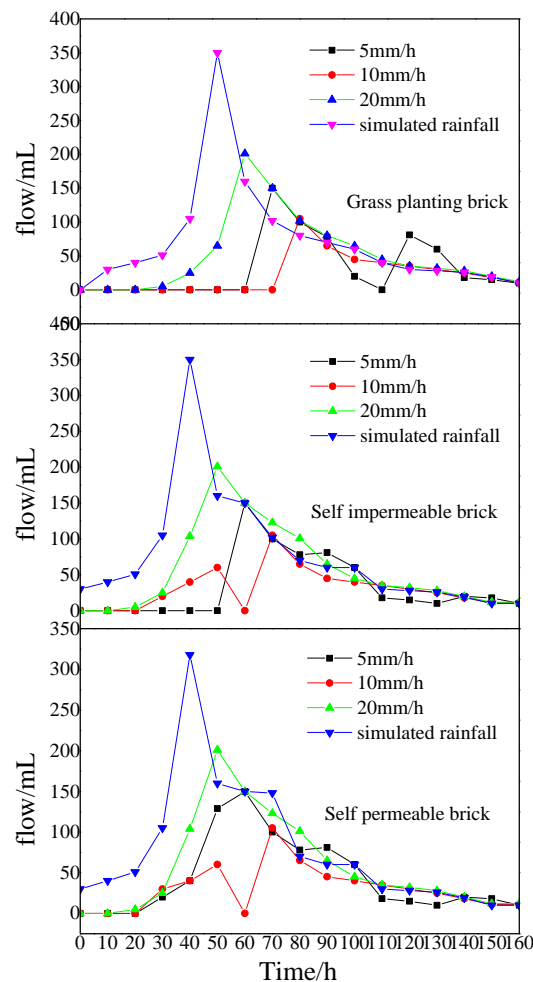 400
350
300
250
200
150
100
50
0
flow/mL
5mm/h
10mm/h
20mm/h
simulated rainfall
Grass planting brick
400
350
300
250
200
150
100
50
0
flow/mL
5mm/h
10mm/h
20mm/h
simulated rainfall
Self impermeable brick
350
300
250
200
150
100
50
0
flow/mL
5mm/h
10mm/h
20mm/h
simulated rainfall
Self permeable brick
0 10 20 30 40 50 60 70 80 90 100 110 120 130 140 150 160
Time/h